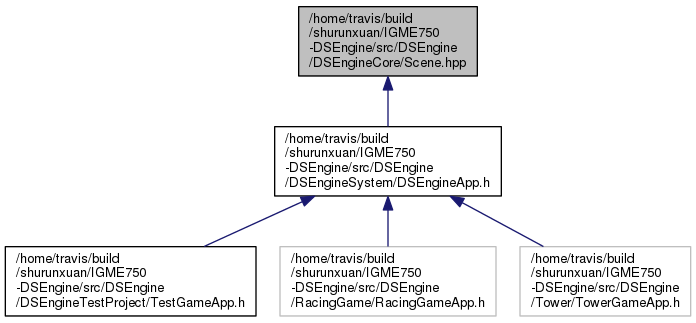 /home/travis/build
/shurunxuan/IGME750
-DSEngine/src/DSEngine
/DSEngineCore/Scene.hpp
/home/travis/build
/shurunxuan/IGME750
-DSEngine/src/DSEngine
/DSEngineSystem/DSEngineApp.h
/home/travis/build
/shurunxuan/IGME750
-DSEngine/src/DSEngine
/DSEngineTestProject/TestGameApp.h
/home/travis/build
/shurunxuan/IGME750
-DSEngine/src/DSEngine
/RacingGame/RacingGameApp.h
/home/travis/build
/shurunxuan/IGME750
-DSEngine/src/DSEngine
/Tower/TowerGameApp.h